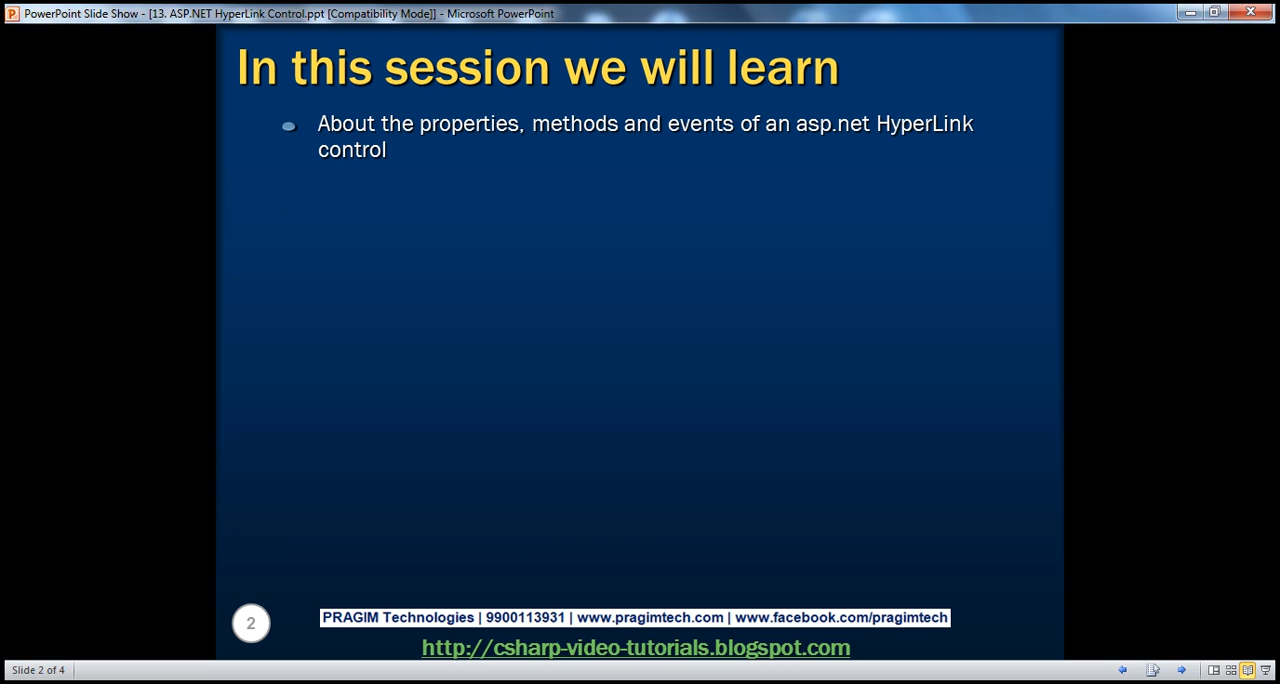 PowerPoint Slide Show - [13. ASP.NET HyperLink Control.ppt [Compatibility Mode]] - Microsoft PowerPoint
In this session we will learn
About the properties, methods and events of an asp.net HyperLink
control
2
PRAGIM Technologies | 9900113931 | www.pragimtech.com | www.facebook.com/pragimtech
http://csharp-video-tutorials.blogspot.com
Slide 2 of 4